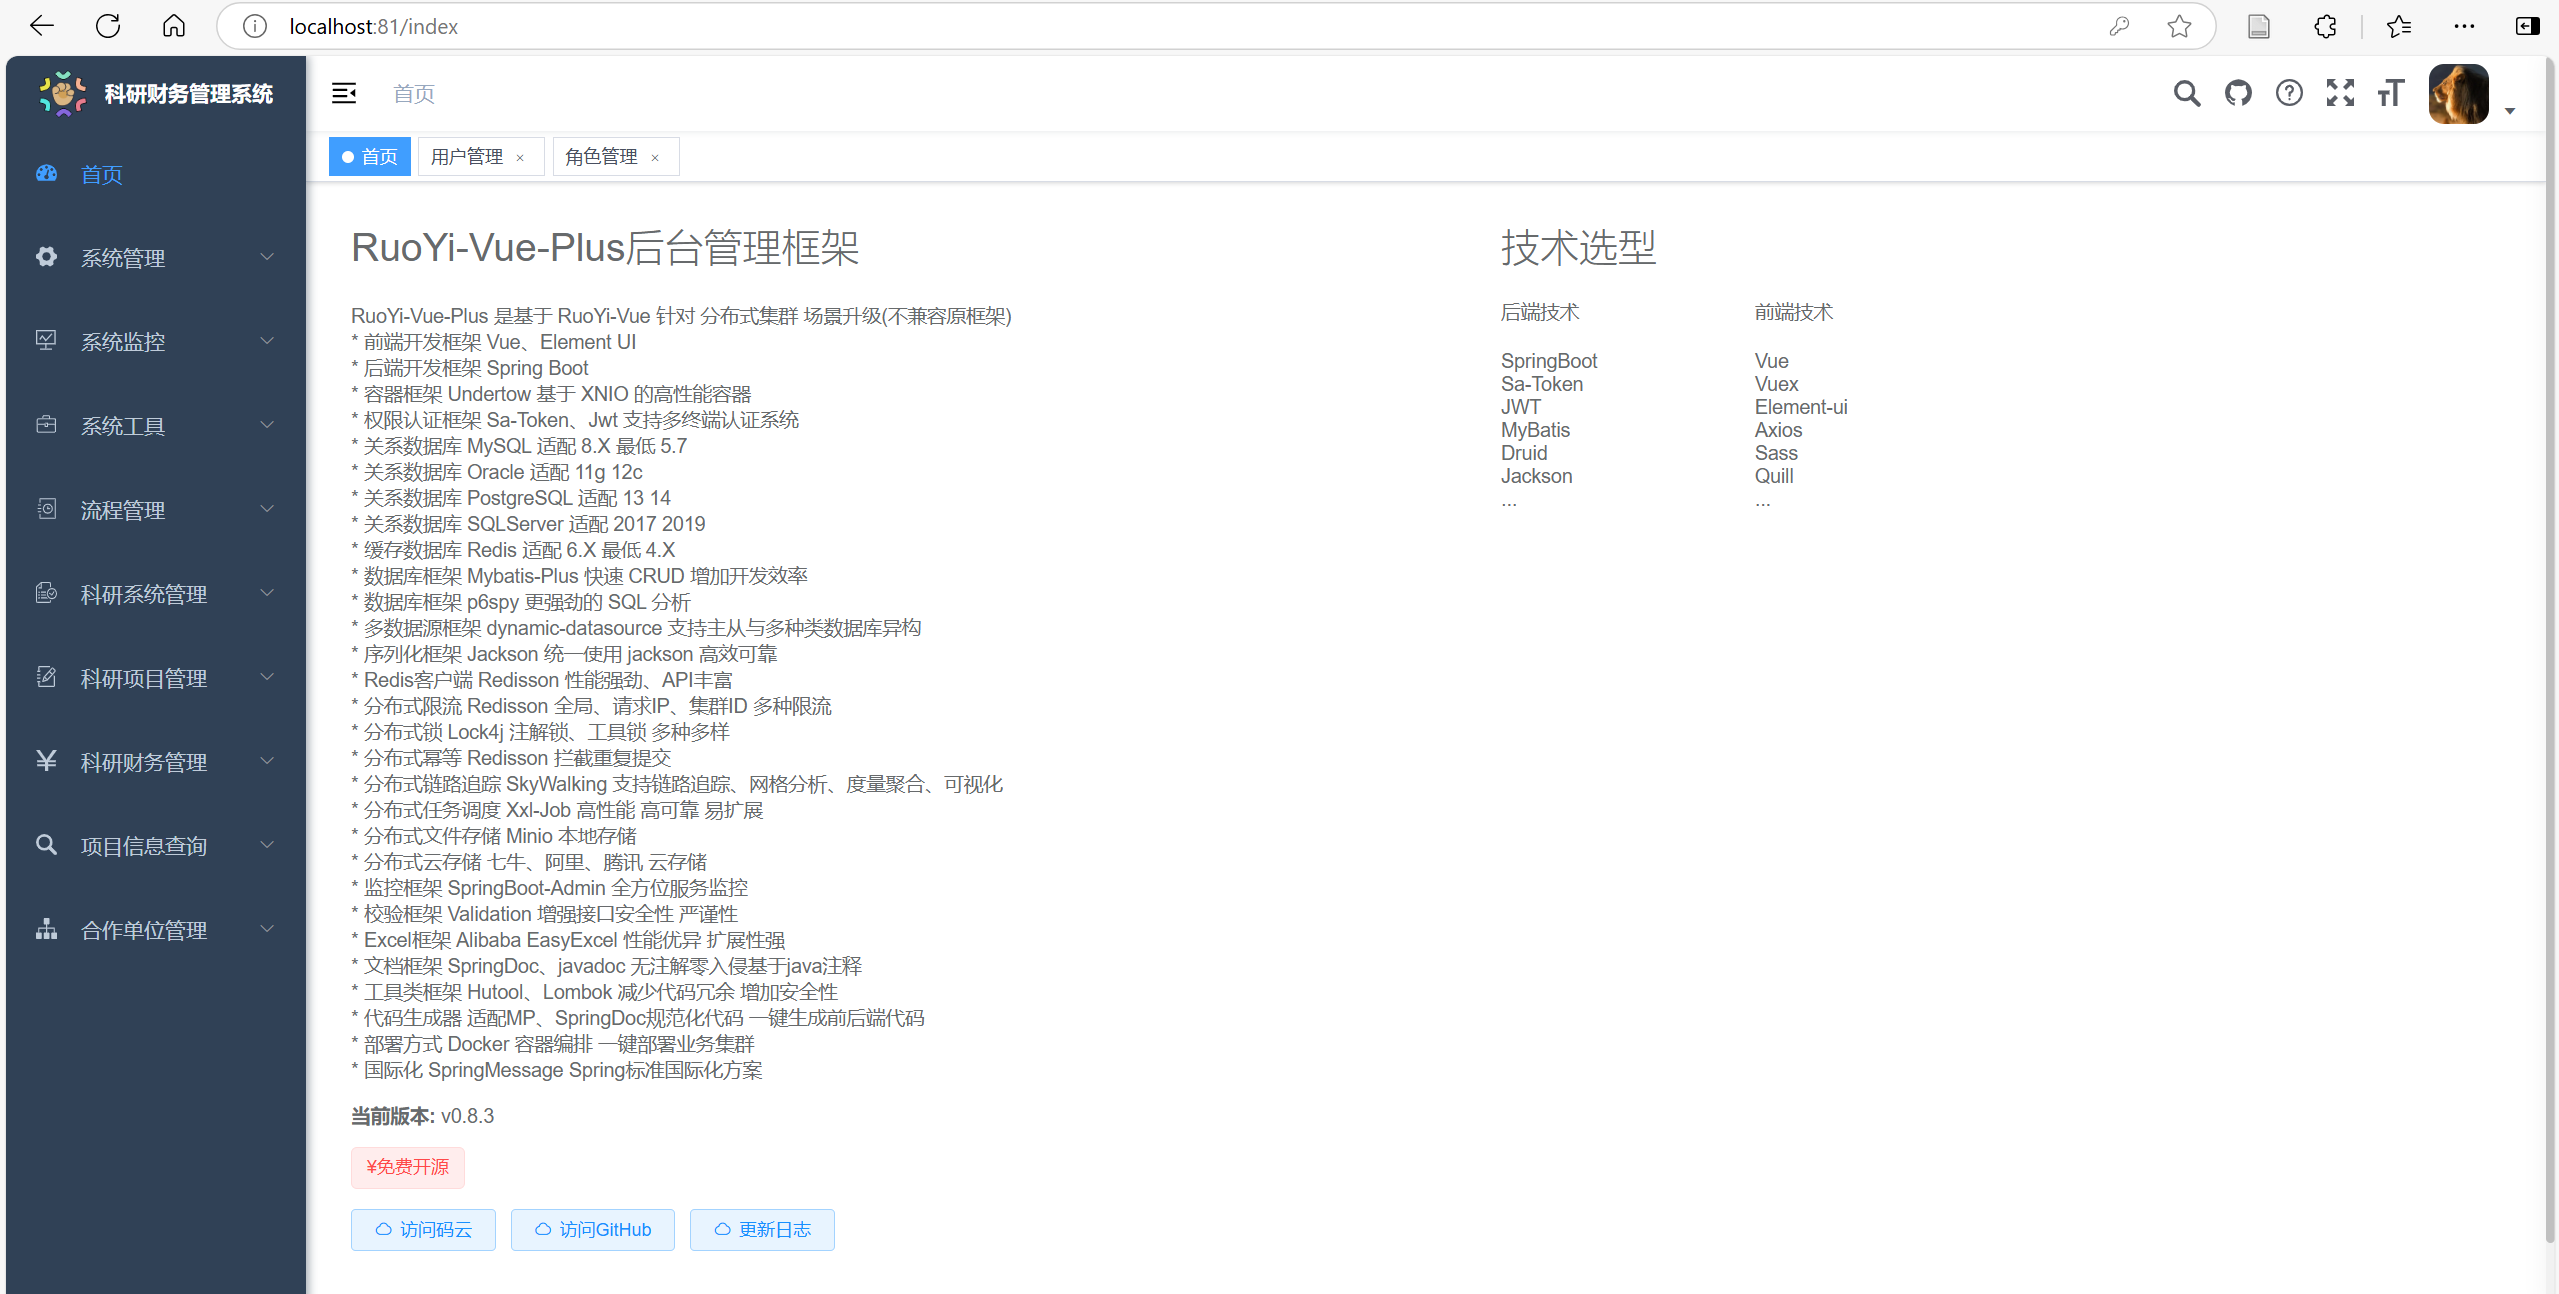 localhost:81/index
科研财务管理系统
首页
系统管理
系统监控
系统工具
流程管理
科研系统管理
科研项目管理
科研财务管理
项目信息查询
合作单位管理
首页
首页
用户管理 ×
角色管理 ×
RuoYi-Vue-Plus后台管理框架
RuoYi-Vue-Plus 是基于 RuoYi-Vue 针对 分布式集群 场景升级(不兼容原框架)
* 前端开发框架 Vue、Element UI
* 后端开发框架 Spring Boot
* 容器框架 Undertow 基于 XNIO 的高性能容器
* 权限认证框架 Sa-Token、Jwt 支持多终端认证系统
* 关系数据库 MySQL 适配 8.X 最低 5.7
* 关系数据库 Oracle 适配 11g 12c
* 关系数据库 PostgreSQL 适配 13 14
* 关系数据库 SQLServer 适配 2017 2019
* 缓存数据库 Redis 适配 6.X 最低 4.X
* 数据库框架 Mybatis-Plus 快速 CRUD 增加开发效率
* 数据库框架 p6spy 更强劲的 SQL 分析
* 多数据源框架 dynamic-datasource 支持主从与多种类数据库异构
* 序列化框架 Jackson 统一使用 jackson 高效可靠
* Redis客户端 Redisson 性能强劲、API丰富
* 分布式限流 Redisson 全局、请求IP、集群ID 多种限流
* 分布式锁 Lock4j 注解锁、工具锁 多种多样
* 分布式幂等 Redisson 拦截重复提交
* 分布式链路追踪 SkyWalking 支持链路追踪、网格分析、度量聚合、可视化
* 分布式任务调度 Xxl-Job 高性能 高可靠 易扩展
* 分布式文件存储 Minio 本地存储
* 分布式云存储 七牛、阿里、腾讯 云存储
* 监控框架 SpringBoot-Admin 全方位服务监控
* 校验框架 Validation 增强接口安全性 严谨性
* Excel框架 Alibaba EasyExcel 性能优异 扩展性强
* 文档框架 SpringDoc、javadoc 无注解零入侵基于java注释
* 工具类框架 Hutool、Lombok 减少代码冗余 增加安全性
* 代码生成器 适配MP、SpringDoc规范化代码 一键生成前后端代码
* 部署方式 Docker 容器编排 一键部署业务集群
* 国际化 SpringMessage Spring标准国际化方案
当前版本: v0.8.3
¥免费开源
访问码云
访问GitHub
更新日志
技术选型
后端技术
SpringBoot
Sa-Token
JWT
MyBatis
Druid
Jackson
...
前端技术
Vue
Vuex
Element-ui
Axios
Sass
Quill
...